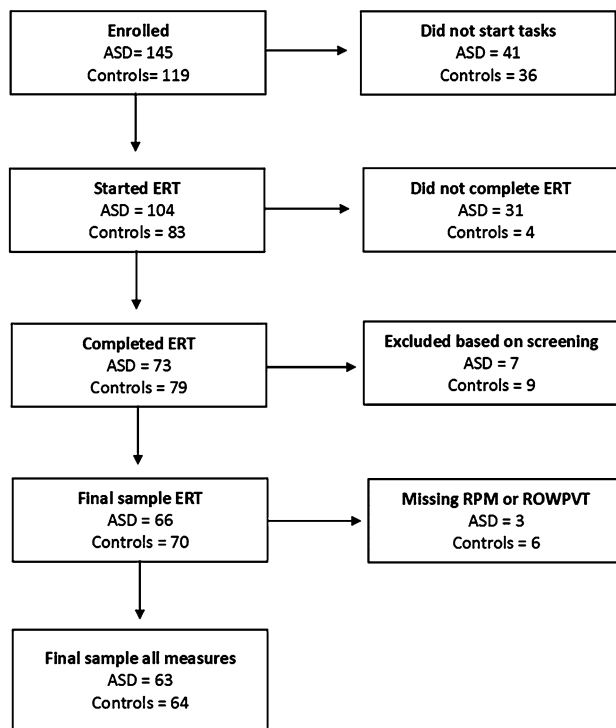 Enrolled
ASD= 145
Controls= 119
Did not start tasks
ASD = 41
Controls = 36
Started ERT
ASD = 104
Controls = 83
Did not complete ERT
ASD = 31
Controls = 4
Completed ERT
ASD = 73
Controls = 79
Excluded based on screening
ASD = 7
Controls = 9
Final sample ERT
ASD = 66
Controls = 70
Missing RPM or ROWPVT
ASD = 3
Controls = 6
Final sample all measures
ASD = 63
Controls = 64